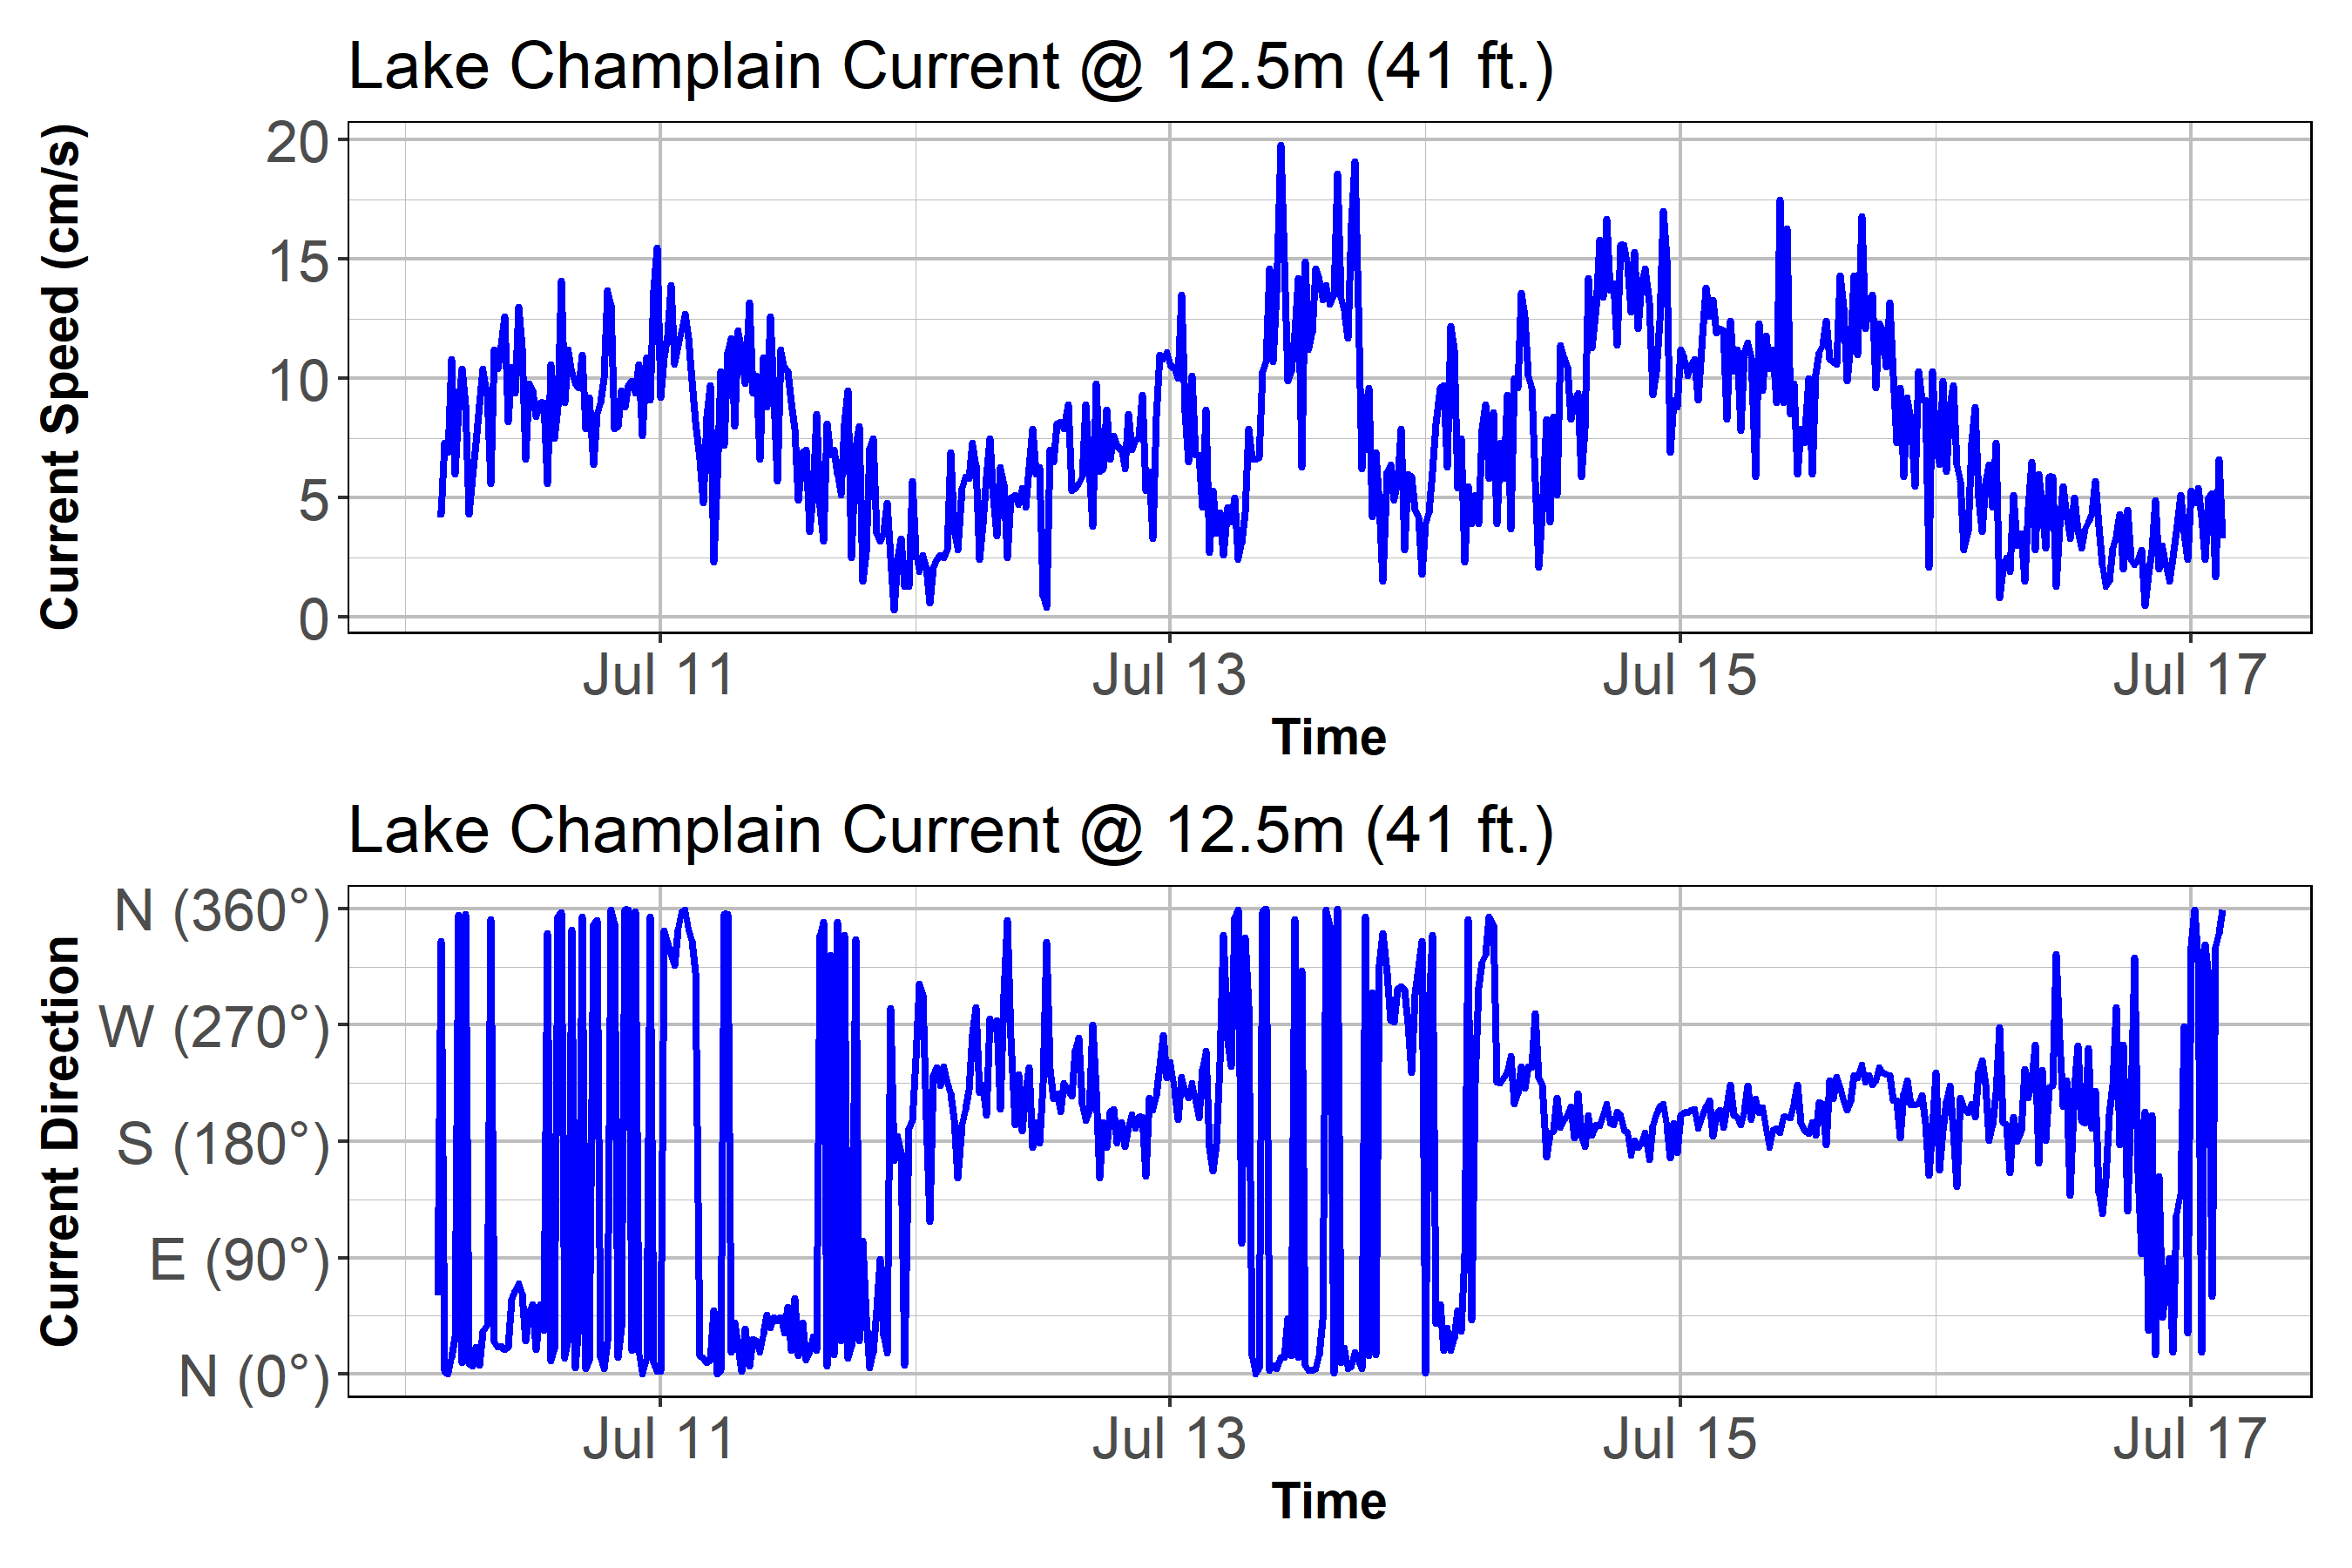 Lake Champlain Current @ 12.5m (41 ft.)
Current Speed (cm/s)
20
15
10
5
0
Jul 11 Jul 13 Jul 15 Jul 17
Time
Lake Champlain Current @ 12.5m (41 ft.)
Current Direction
N (360°)
W (270°)
S (180°)
E (90°)
N (0°)
Jul 11 Jul 13 Jul 15 Jul 17
Time